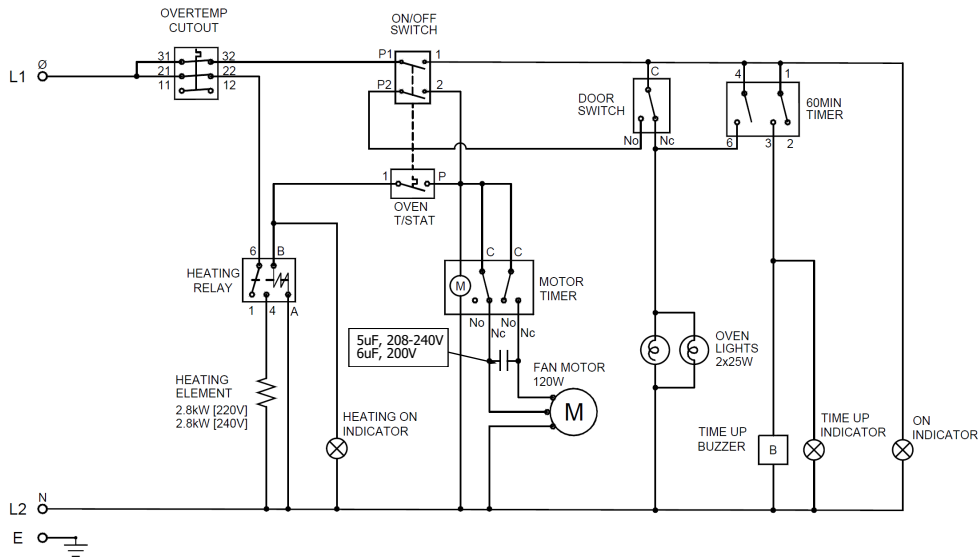 OVERTEMP
CUTOUT
ON/OFF
SWITCH
L1 Ø
31 32
21 22
11 12
P1 1
P2 2
C
DOOR
SWITCH
No Nc
4 1
60MIN
TIMER
6 3 2
1 P
OVEN
T/STAT
6 B
HEATING
RELAY
1 4 A
C C
M
MOTOR
TIMER
No No
Nc Nc
5uF, 208-240V
6uF, 200V
FAN MOTOR
120W
M
OVEN
LIGHTS
2x25W
HEATING
ELEMENT
2.8kW [220V]
2.8kW [240V]
HEATING ON
INDICATOR
TIME UP
BUZZER
B
TIME UP
INDICATOR
ON
INDICATOR
L2 N
E